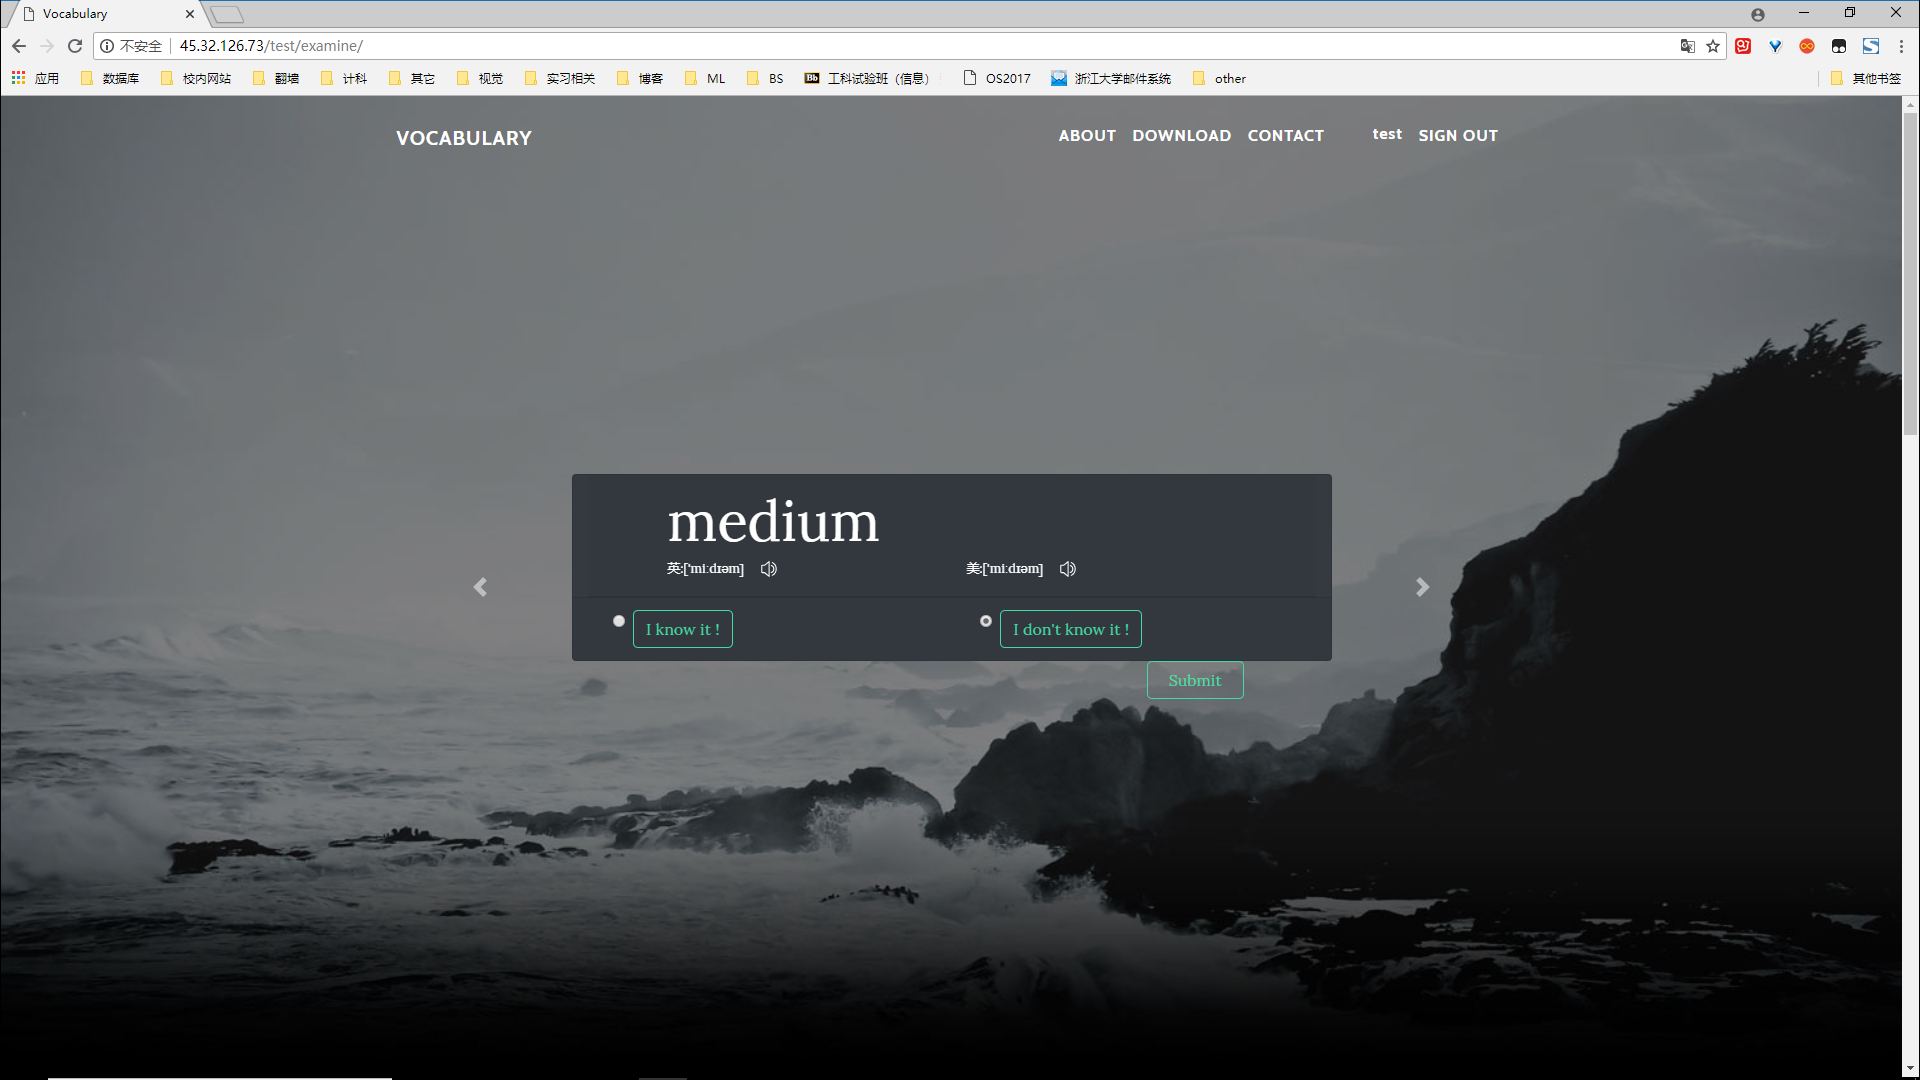 Vocabulary
不安全 45.32.126.73/test/examine/
应用 数据库 校内网站 翻墙 计科 其它 视觉 实习相关 博客 ML BS Bb 工科试验班（信息） OS2017 浙江大学邮件系统 other 其他书签
VOCABULARY ABOUT DOWNLOAD CONTACT test SIGN OUT
medium
英:['mi:dɪəm] 美:['mi:dɪəm]
I know it ! I don't know it !
Submit